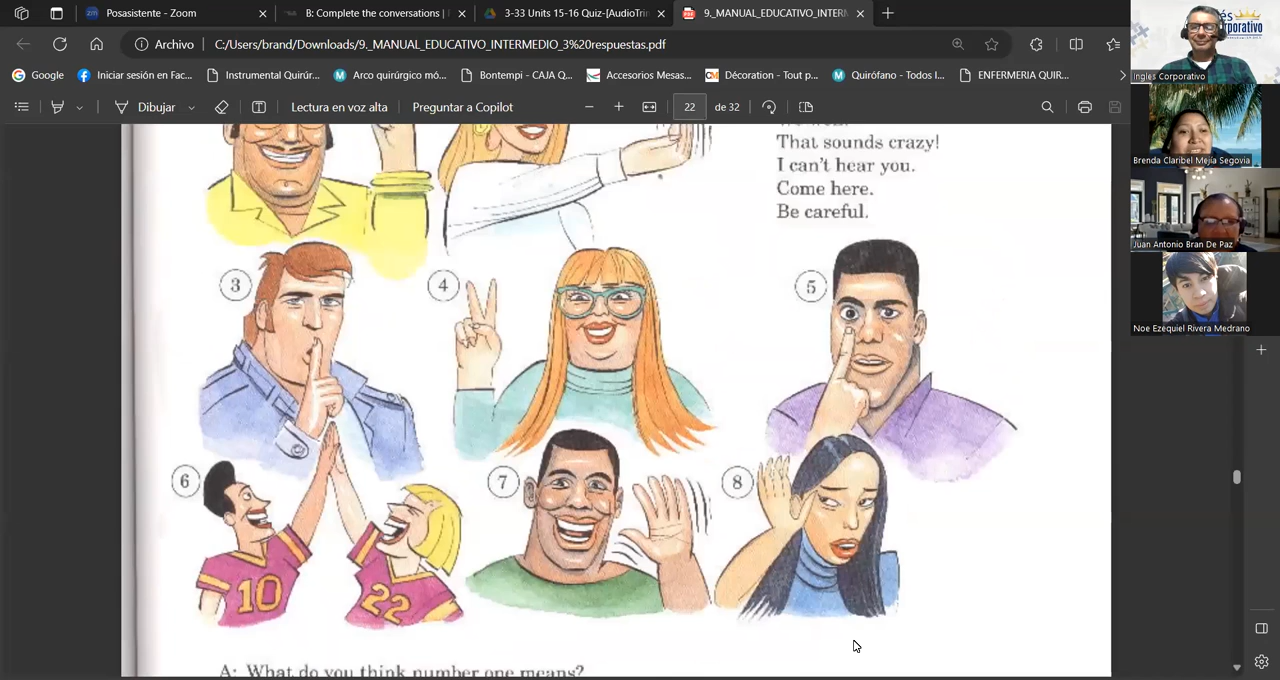 Posasistente - Zoom
B: Complete the conversations |
3-33 Units 15-16 Quiz-[AudioTri
9._MANUAL_EDUCATIVO_INTERM
Archivo
C:/Users/brand/Downloads/9._MANUAL_EDUCATIVO_INTERMEDIO_3%20respuestas.pdf
Google
Iniciar sesión en Fac...
Instrumental Quirúr...
Arco quirúrgico mó...
Bontempi - CAJA Q...
Accesorios Mesas...
Décoration - Tout p...
Quirófano - Todos l...
ENFERMERIA QUIR...
Dibujar
Lectura en voz alta
Preguntar a Copilot
22
de 32
That sounds crazy!
I can't hear you.
Come here.
Be careful.
3
4
5
6
7
8
10
22
A: What do you think number one means?
Ingles Corporativo
Brenda Claribel Mejía Segovia
Juan Antonio Bran De Paz
Noe Ezequiel Rivera Medrano